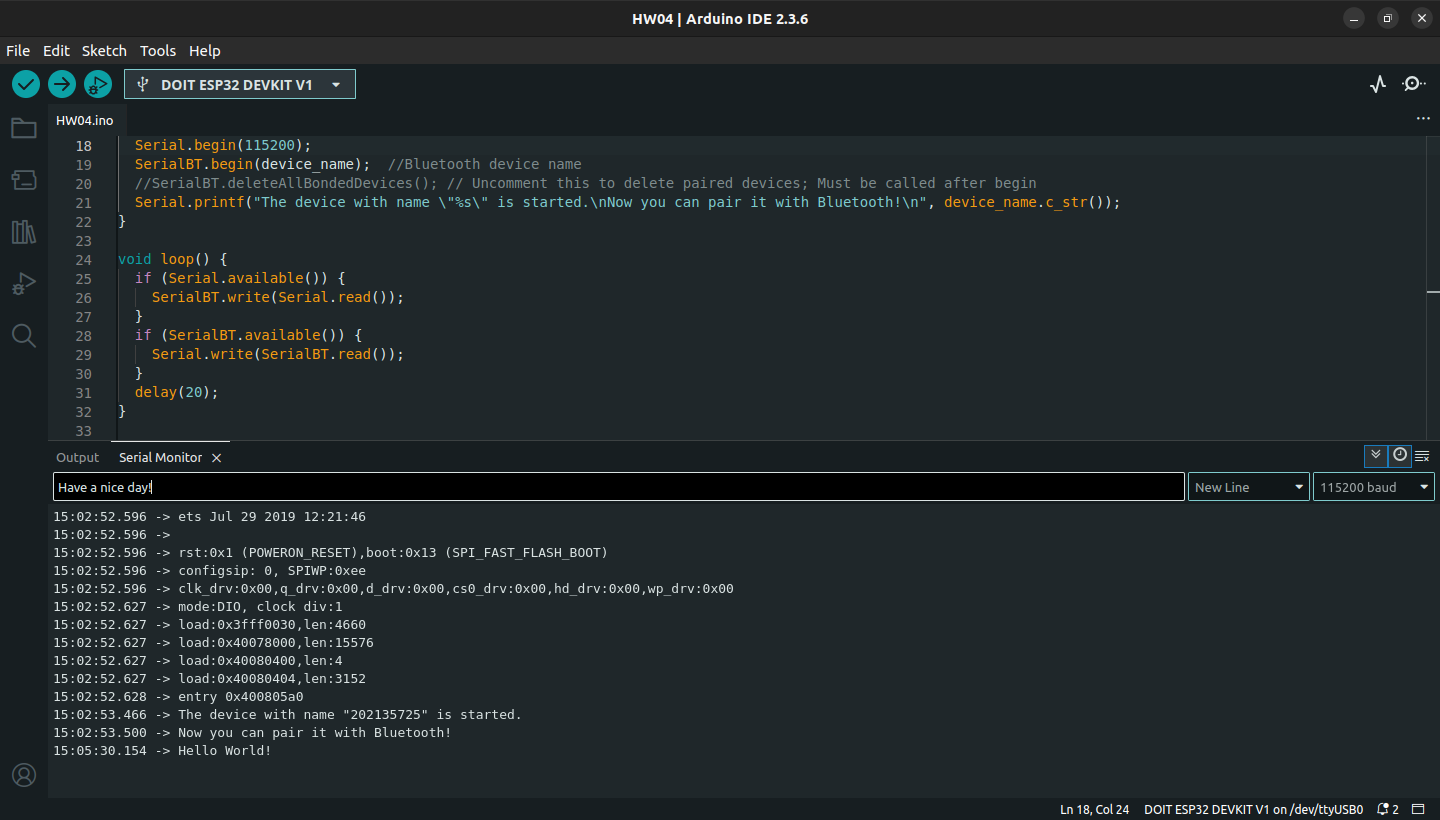 HW04 | Arduino IDE 2.3.6
File Edit Sketch Tools Help
DOIT ESP32 DEVKIT V1
HW04.ino
18 Serial.begin(115200);
19 SerialBT.begin(device_name);  //Bluetooth device name
20 //SerialBT.deleteAllBondedDevices(); // Uncomment this to delete paired devices; Must be called after begin
21 Serial.printf("The device with name \"%s\" is started.\nNow you can pair it with Bluetooth!\n", device_name.c_str());
22 }
23
24 void loop() {
25 if (Serial.available()) {
26 SerialBT.write(Serial.read());
27 }
28 if (SerialBT.available()) {
29 Serial.write(SerialBT.read());
30 }
31 delay(20);
32 }
33
Output Serial Monitor
Have a nice day! New Line 115200 baud
15:02:52.596 -> ets Jul 29 2019 12:21:46
15:02:52.596 ->
15:02:52.596 -> rst:0x1 (POWERON_RESET),boot:0x13 (SPI_FAST_FLASH_BOOT)
15:02:52.596 -> configsip: 0, SPIWP:0xee
15:02:52.596 -> clk_drv:0x00,q_drv:0x00,d_drv:0x00,cs0_drv:0x00,hd_drv:0x00,wp_drv:0x00
15:02:52.627 -> mode:DIO, clock div:1
15:02:52.627 -> load:0x3fff0030,len:4660
15:02:52.627 -> load:0x40078000,len:15576
15:02:52.627 -> load:0x40080400,len:4
15:02:52.627 -> load:0x40080404,len:3152
15:02:52.628 -> entry 0x400805a0
15:02:53.466 -> The device with name "202135725" is started.
15:02:53.500 -> Now you can pair it with Bluetooth!
15:05:30.154 -> Hello World!
Ln 18, Col 24 DOIT ESP32 DEVKIT V1 on /dev/ttyUSB0 2